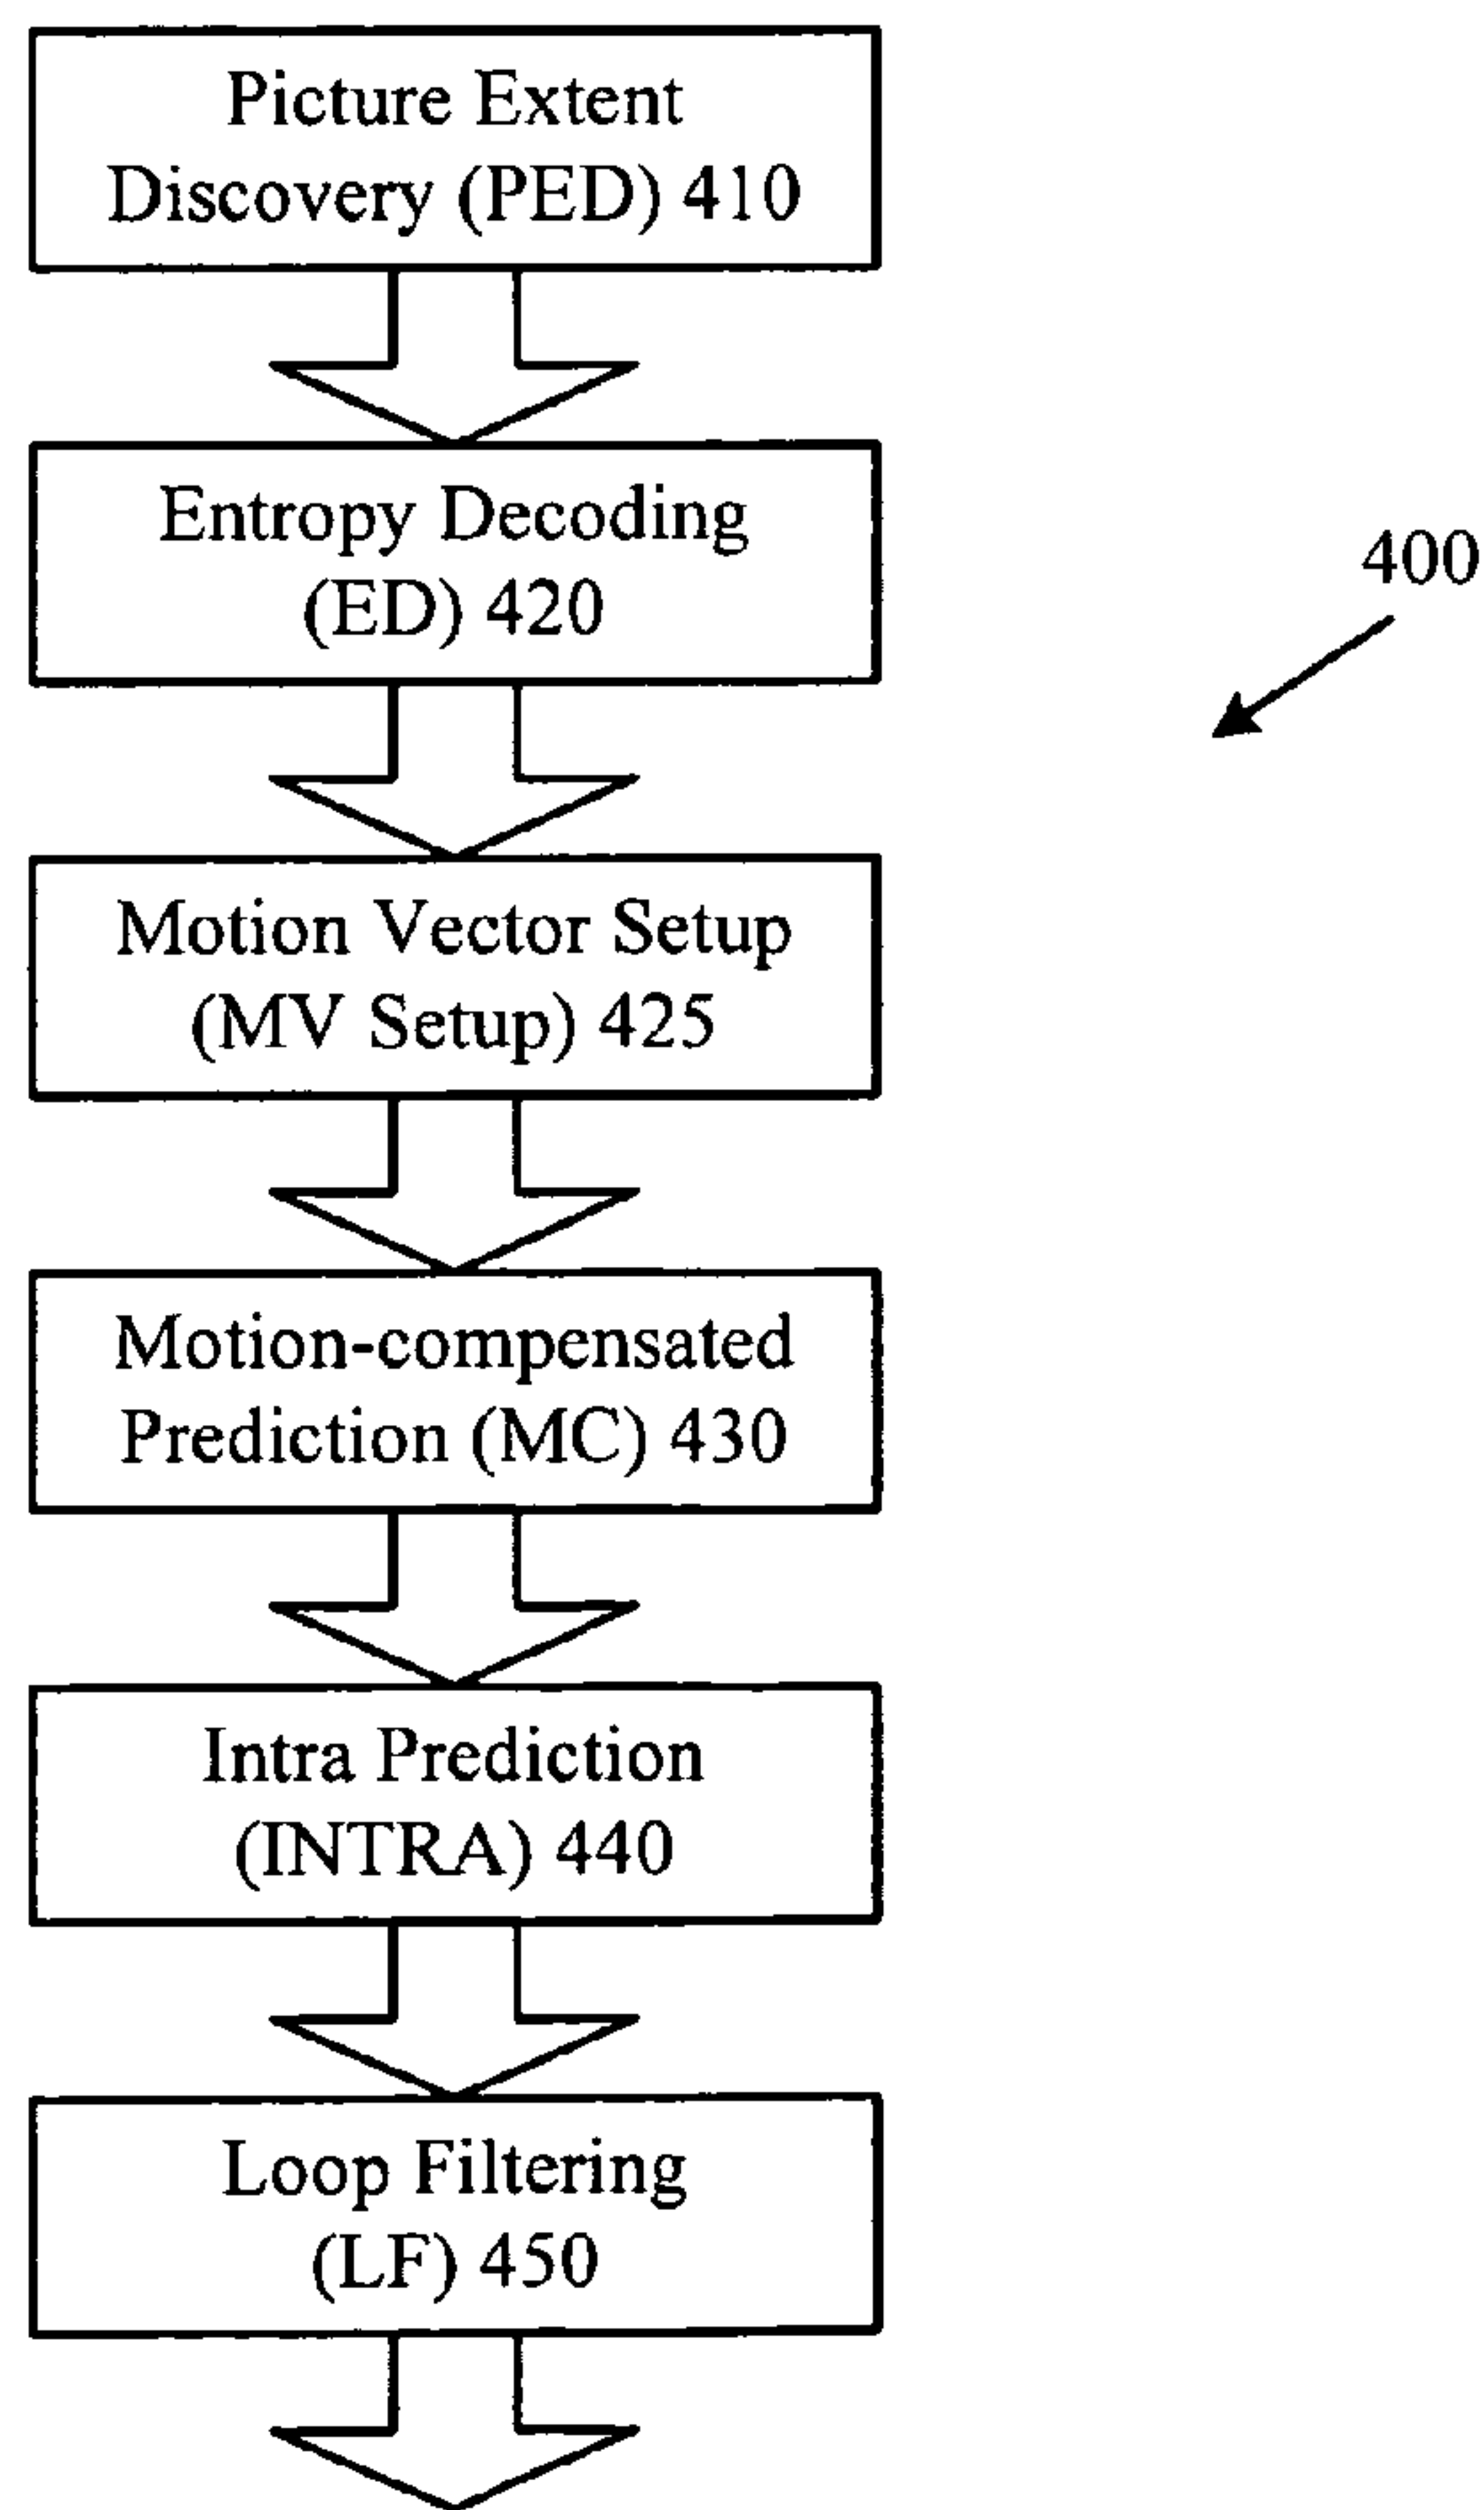 Picture Extent
Discovery (PED) 410
Entropy Decoding
(ED) 420
400
Motion Vector Setup
(MV Setup) 425
Motion-compensated
Prediction (MC) 430
Intra Prediction
(INTRA) 440
Loop Filtering
(LF) 450